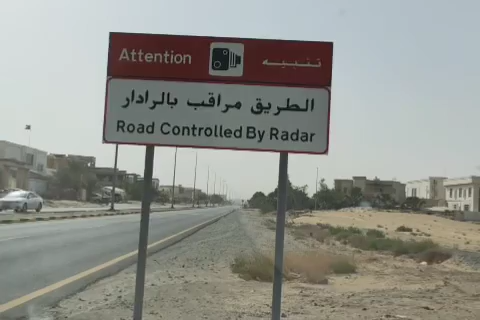 Attention تنبيه
الطريق مراقب بالرادار
Road Controlled By Radar